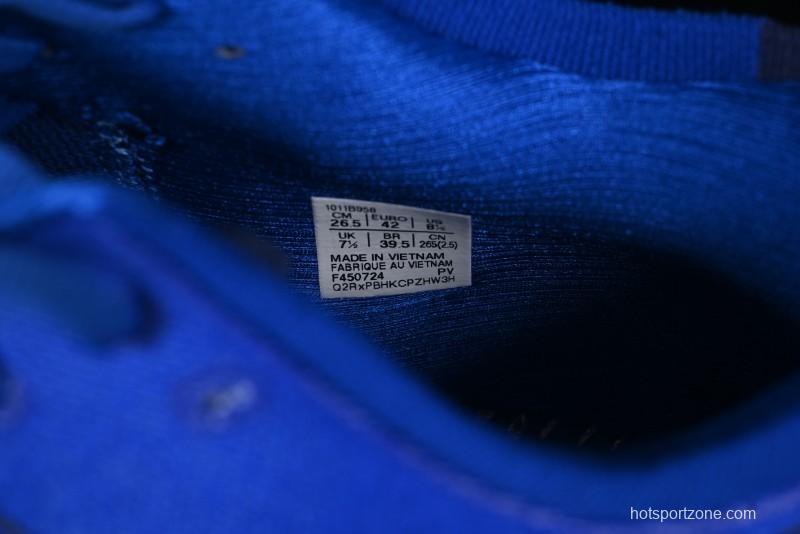 1011B958
CM | EURO | US
26.5 | 42 | 8½
UK | BR | CN
7½ | 39.5 | 265(2.5)
MADE IN VIETNAM
FABRIQUE AU VIETNAM
F450724 PV
Q2RxPBHKCPZHW3H
hotsportzone.com